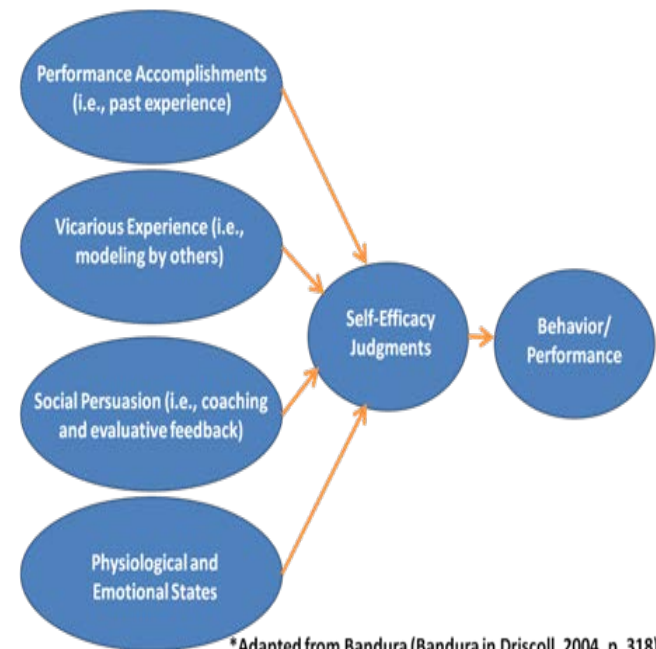 Performance Accomplishments
(i.e., past experience)
Vicarious Experience (i.e.,
modeling by others)
Social Persuasion (i.e., coaching
and evaluative feedback)
Physiological and
Emotional States
Self-Efficacy
Judgments
Behavior/
Performance
*Adapted from Bandura (Bandura in Driscoll, 2004, p. 318)